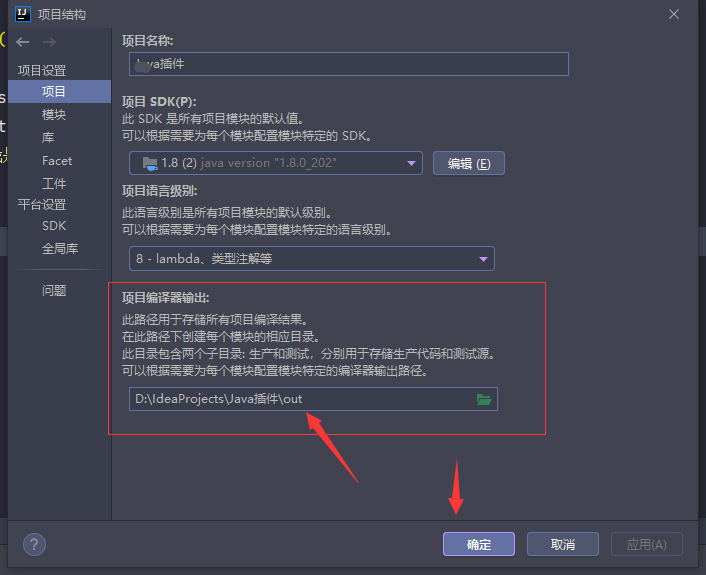 项目结构
项目设置
项目
模块
库
Facet
工件
平台设置
SDK
全局库
问题
项目名称:
va插件
项目 SDK(P):
此 SDK 是所有项目模块的默认值。
可以根据需要为每个模块配置模块特定的 SDK。
1.8 (2) java version "1.8.0_202"
编辑 (E)
项目语言级别:
此语言级别是所有项目模块的默认级别。
可以根据需要为每个模块配置模块特定的语言级别。
8 - lambda、类型注解等
项目编译器输出:
此路径用于存储所有项目编译结果。
在此路径下创建每个模块的相应目录。
此目录包含两个子目录: 生产和测试，分别用于存储生产代码和测试源。
可以根据需要为每个模块配置模块特定的编译器输出路径。
D:\IdeaProjects\Java插件\out
?
确定
取消
应用(A)